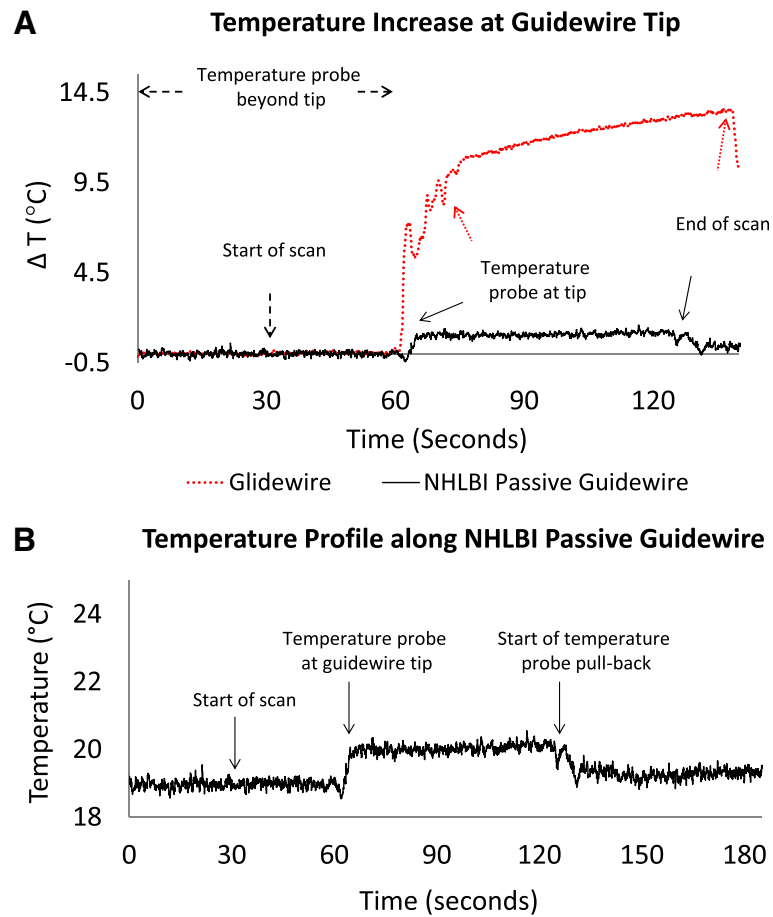 A
Temperature Increase at Guidewire Tip
Temperature probe
beyond tip
14.5
9.5
4.5
-0.5
Δ T (°C)
Start of scan
End of scan
Temperature
probe at tip
0 30 60 90 120
Time (Seconds)
Glidewire NHLBI Passive Guidewire
B
Temperature Profile along NHLBI Passive Guidewire
24
22
20
18
Temperature (°C)
Temperature probe
at guidewire tip
Start of temperature
probe pull-back
Start of scan
0 30 60 90 120 150 180
Time (seconds)